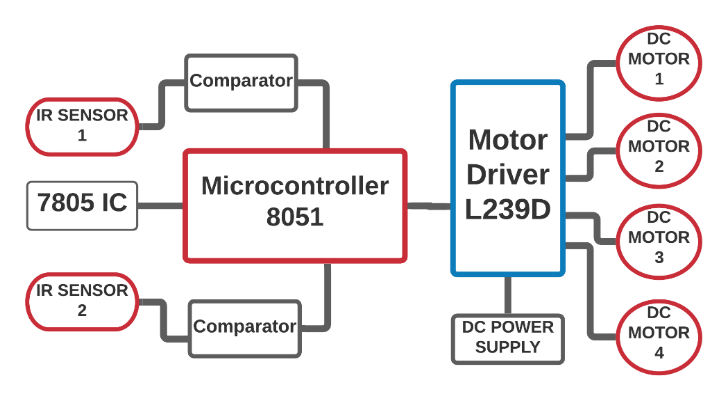 Comparator
IR SENSOR
1
7805 IC
Microcontroller
8051
IR SENSOR
2
Comparator
Motor
Driver
L239D
DC POWER
SUPPLY
DC
MOTOR
1
DC
MOTOR
2
DC
MOTOR
3
DC
MOTOR
4